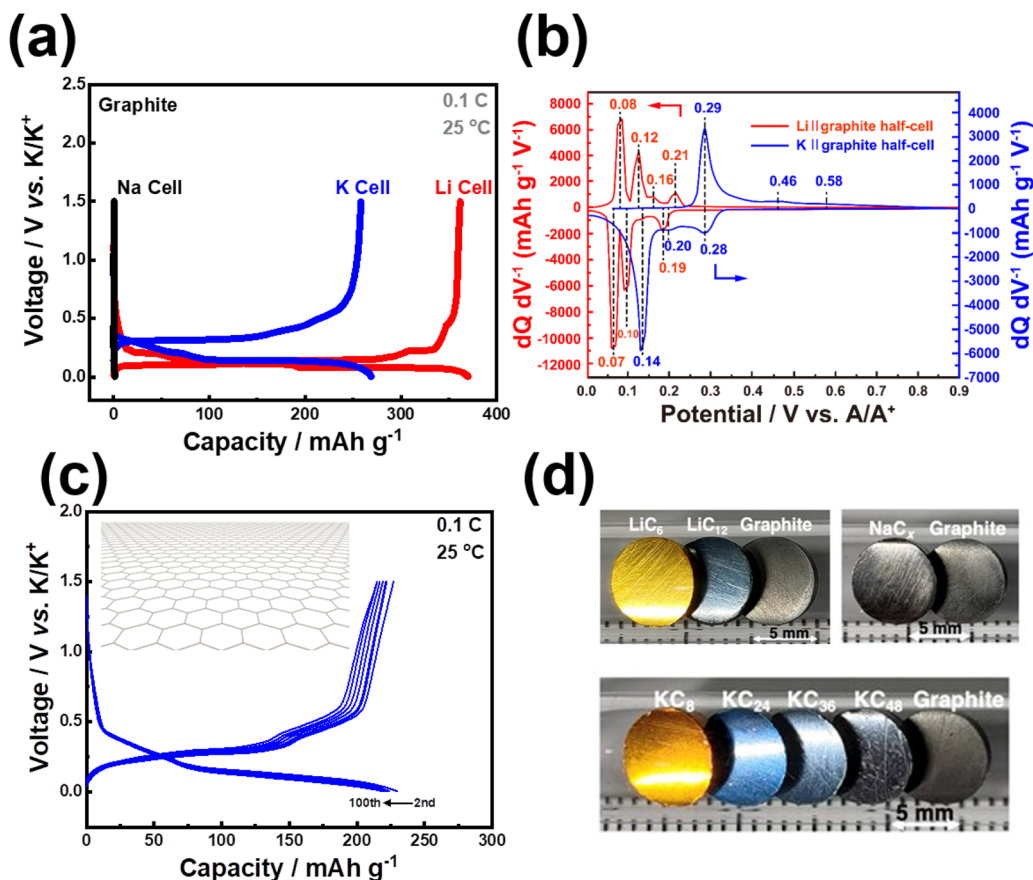 (a)
2.5
2.0
1.5
1.0
0.5
0.0
Voltage / V vs. K/K⁺
Graphite
0.1 C
25 °C
Na Cell
K Cell
Li Cell
0
100
200
300
400
Capacity / mAh g⁻¹
(b)
8000
6000
4000
2000
0
-2000
-4000
-6000
-8000
-10000
-12000
dQ dV⁻¹ (mAh g⁻¹ V⁻¹)
0.08
0.12
0.16
0.21
0.29
0.46
0.58
Li || graphite half-cell
K || graphite half-cell
0.07
0.10
0.14
0.19
0.20
0.28
4000
3000
2000
1000
0
-1000
-2000
-3000
-4000
-5000
-6000
-7000
dQ dV⁻¹ (mAh g⁻¹ V⁻¹)
0.0 0.1 0.2 0.3 0.4 0.5 0.6 0.7 0.8 0.9
Potential / V vs. A/A⁺
(c)
2.0
1.5
1.0
0.5
0.0
Voltage / V vs. K/K⁺
0.1 C
25 °C
100th ← 2nd
0 50 100 150 200 250 300
Capacity / mAh g⁻¹
(d)
LiC₆ LiC₁₂ Graphite
5 mm
NaCₓ Graphite
5 mm
KC₈ KC₂₄ KC₃₆ KC₄₈ Graphite
5 mm